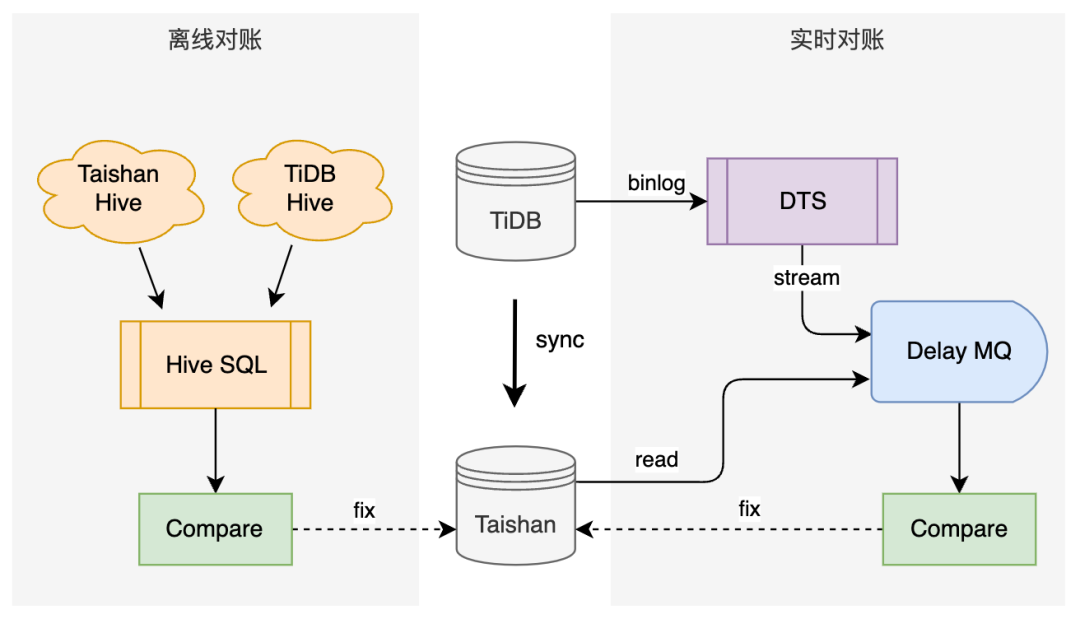 离线对账
实时对账
Taishan
Hive
TiDB
Hive
TiDB
binlog
DTS
stream
Hive SQL
sync
Delay MQ
read
Compare
fix
Taishan
fix
Compare